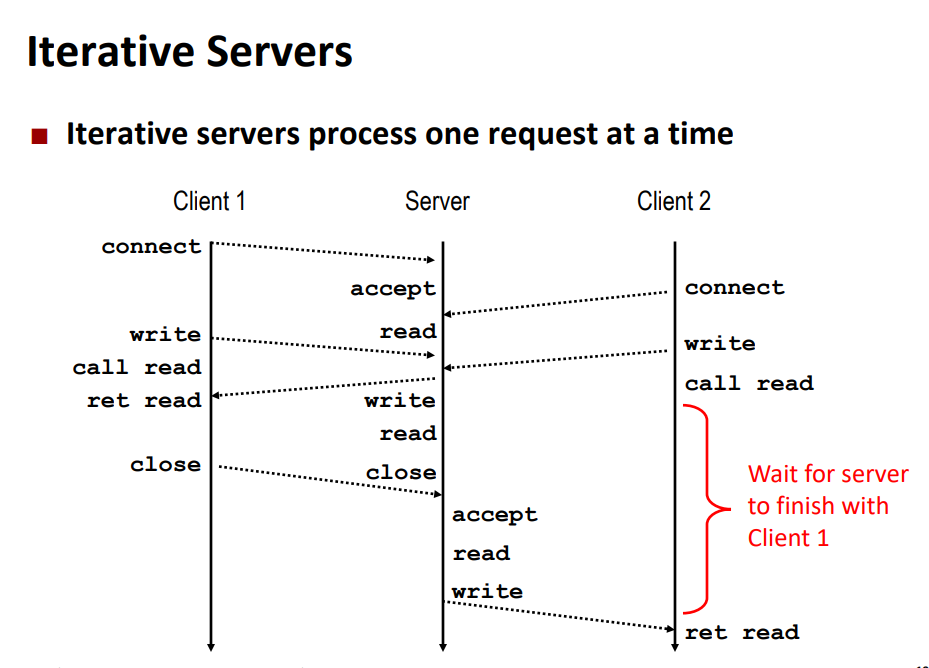 Iterative Servers
■ Iterative servers process one request at a time
Client 1
Server
Client 2
connect
write
call read
ret read
close
accept
read
write
read
close
accept
read
write
connect
write
call read
Wait for server
to finish with
Client 1
ret read